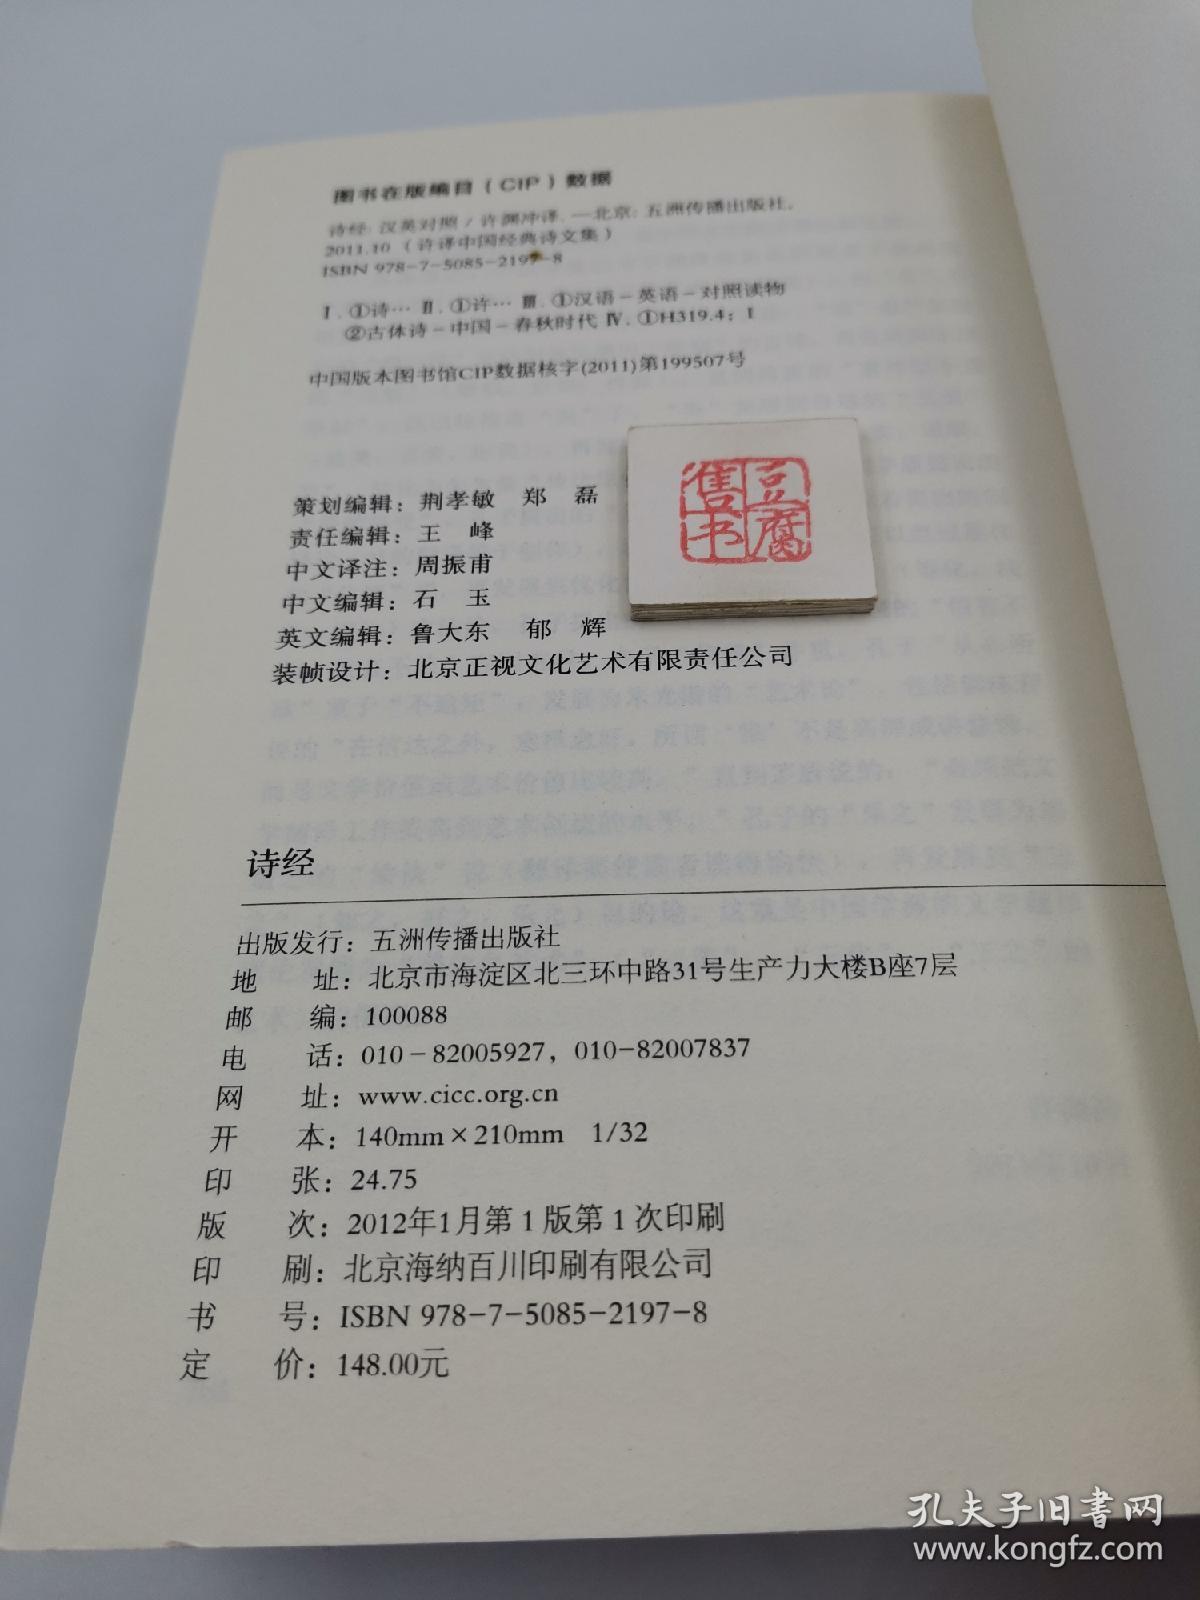 图书在版编目（CIP）数据
诗经：汉英对照／许渊冲译．—北京：五洲传播出版社，
2011.10（许译中国经典诗文集）
ISBN 978-7-5085-2197-8
Ⅰ．①诗… Ⅱ．①许… Ⅲ．①汉语－英语－对照读物
②古体诗－中国－春秋时代 Ⅳ．①H319.4：I
中国版本图书馆CIP数据核字(2011)第199507号
策划编辑：荆孝敏 郑 磊
责任编辑：王 峰
中文译注：周振甫
中文编辑：石 玉
英文编辑：鲁大东 郁 辉
装帧设计：北京正视文化艺术有限责任公司
豆腐
售书
诗经
出版发行：五洲传播出版社
地 址：北京市海淀区北三环中路31号生产力大楼B座7层
邮 编：100088
电 话：010－82005927，010-82007837
网 址：www.cicc.org.cn
开 本：140mm×210mm 1/32
印 张：24.75
版 次：2012年1月第1版第1次印刷
印 刷：北京海纳百川印刷有限公司
书 号：ISBN 978-7-5085-2197-8
定 价：148.00元
孔夫子旧书网
www.kongfz.com